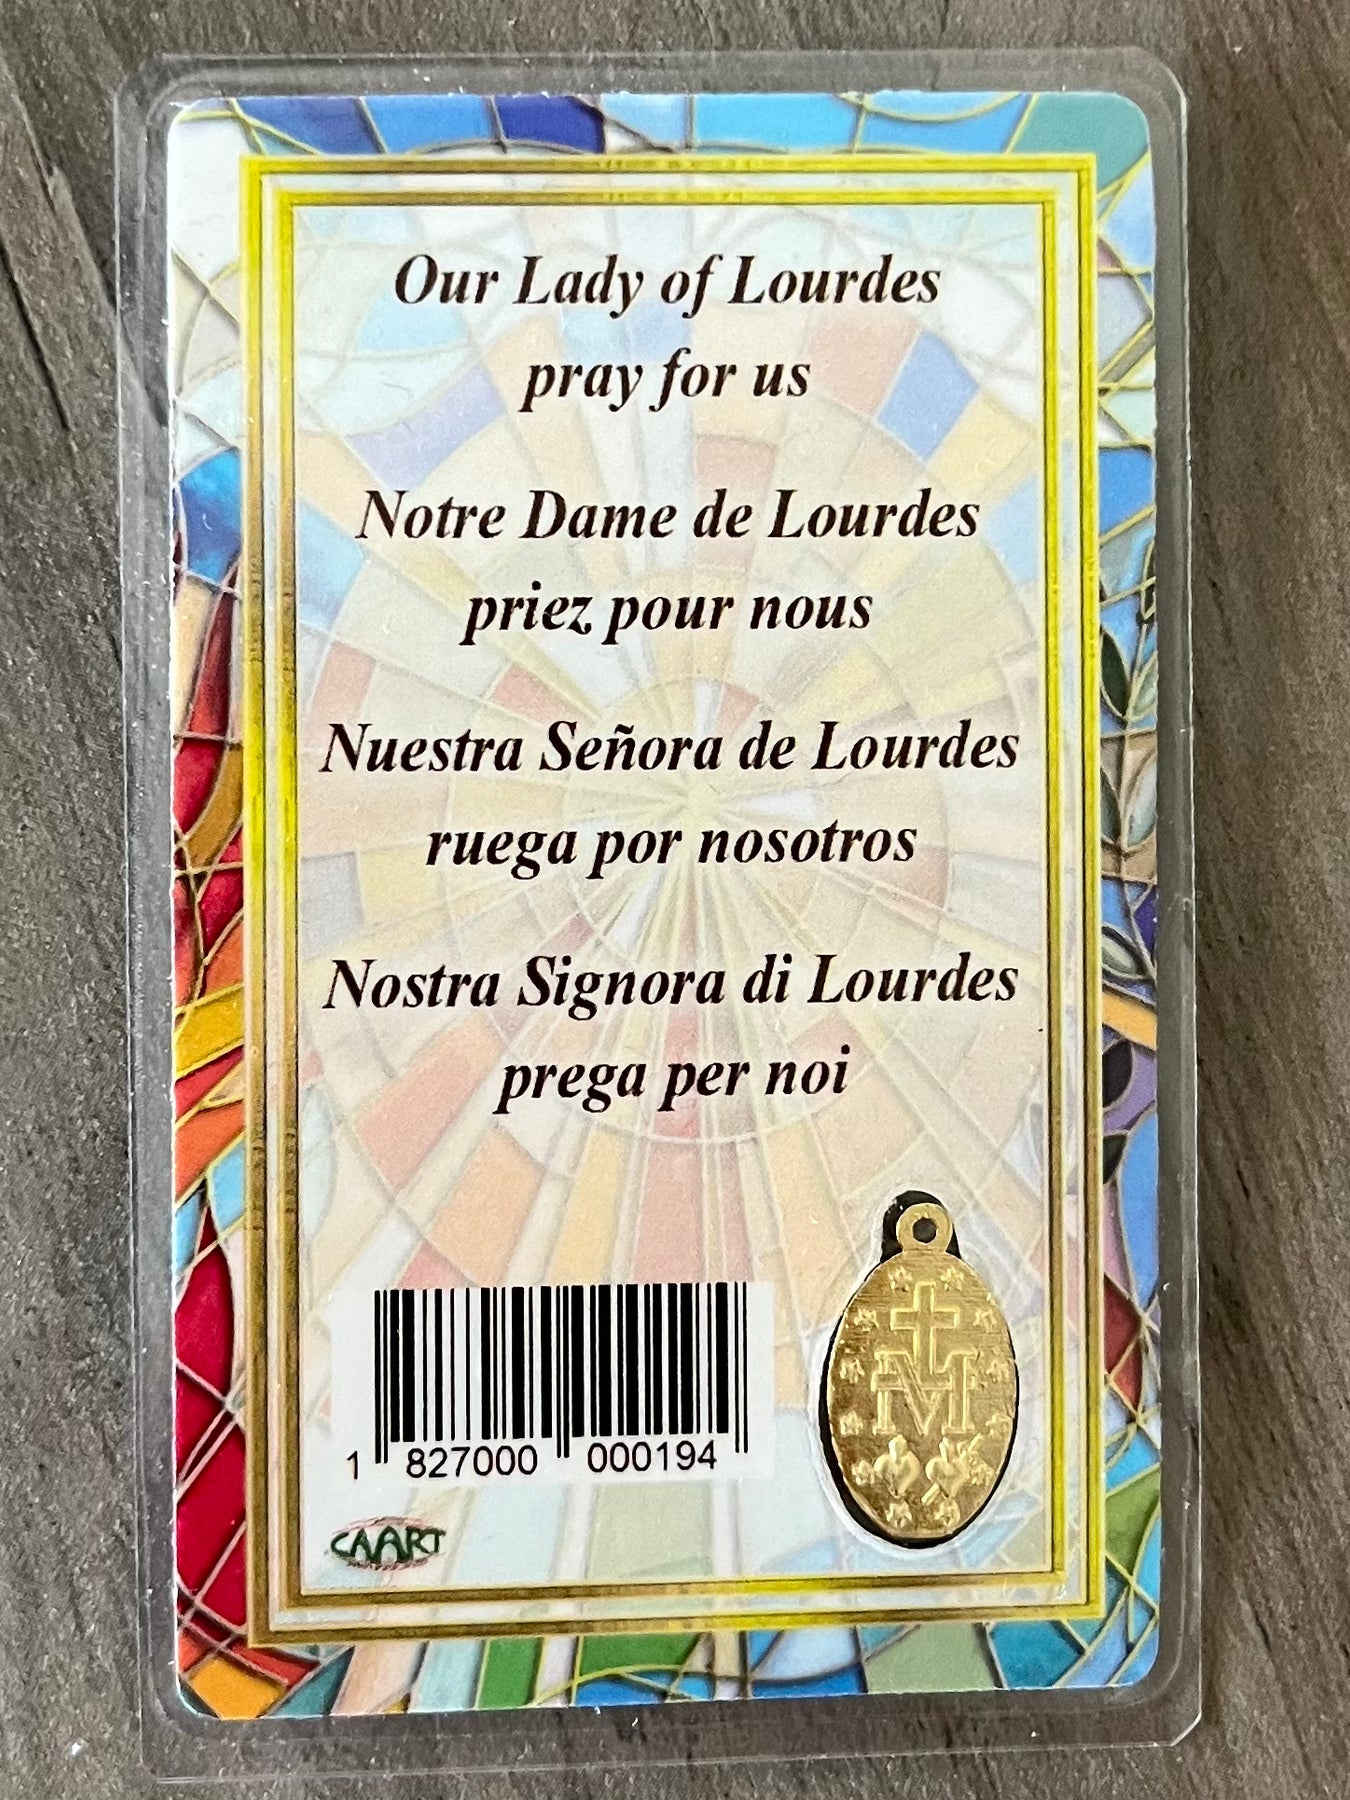 Our Lady of Lourdes
pray for us
Notre Dame de Lourdes
priez pour nous
Nuestra Señora de Lourdes
ruega por nosotros
Nostra Signora di Lourdes
prega per noi
1 827000 000194
CAART
M